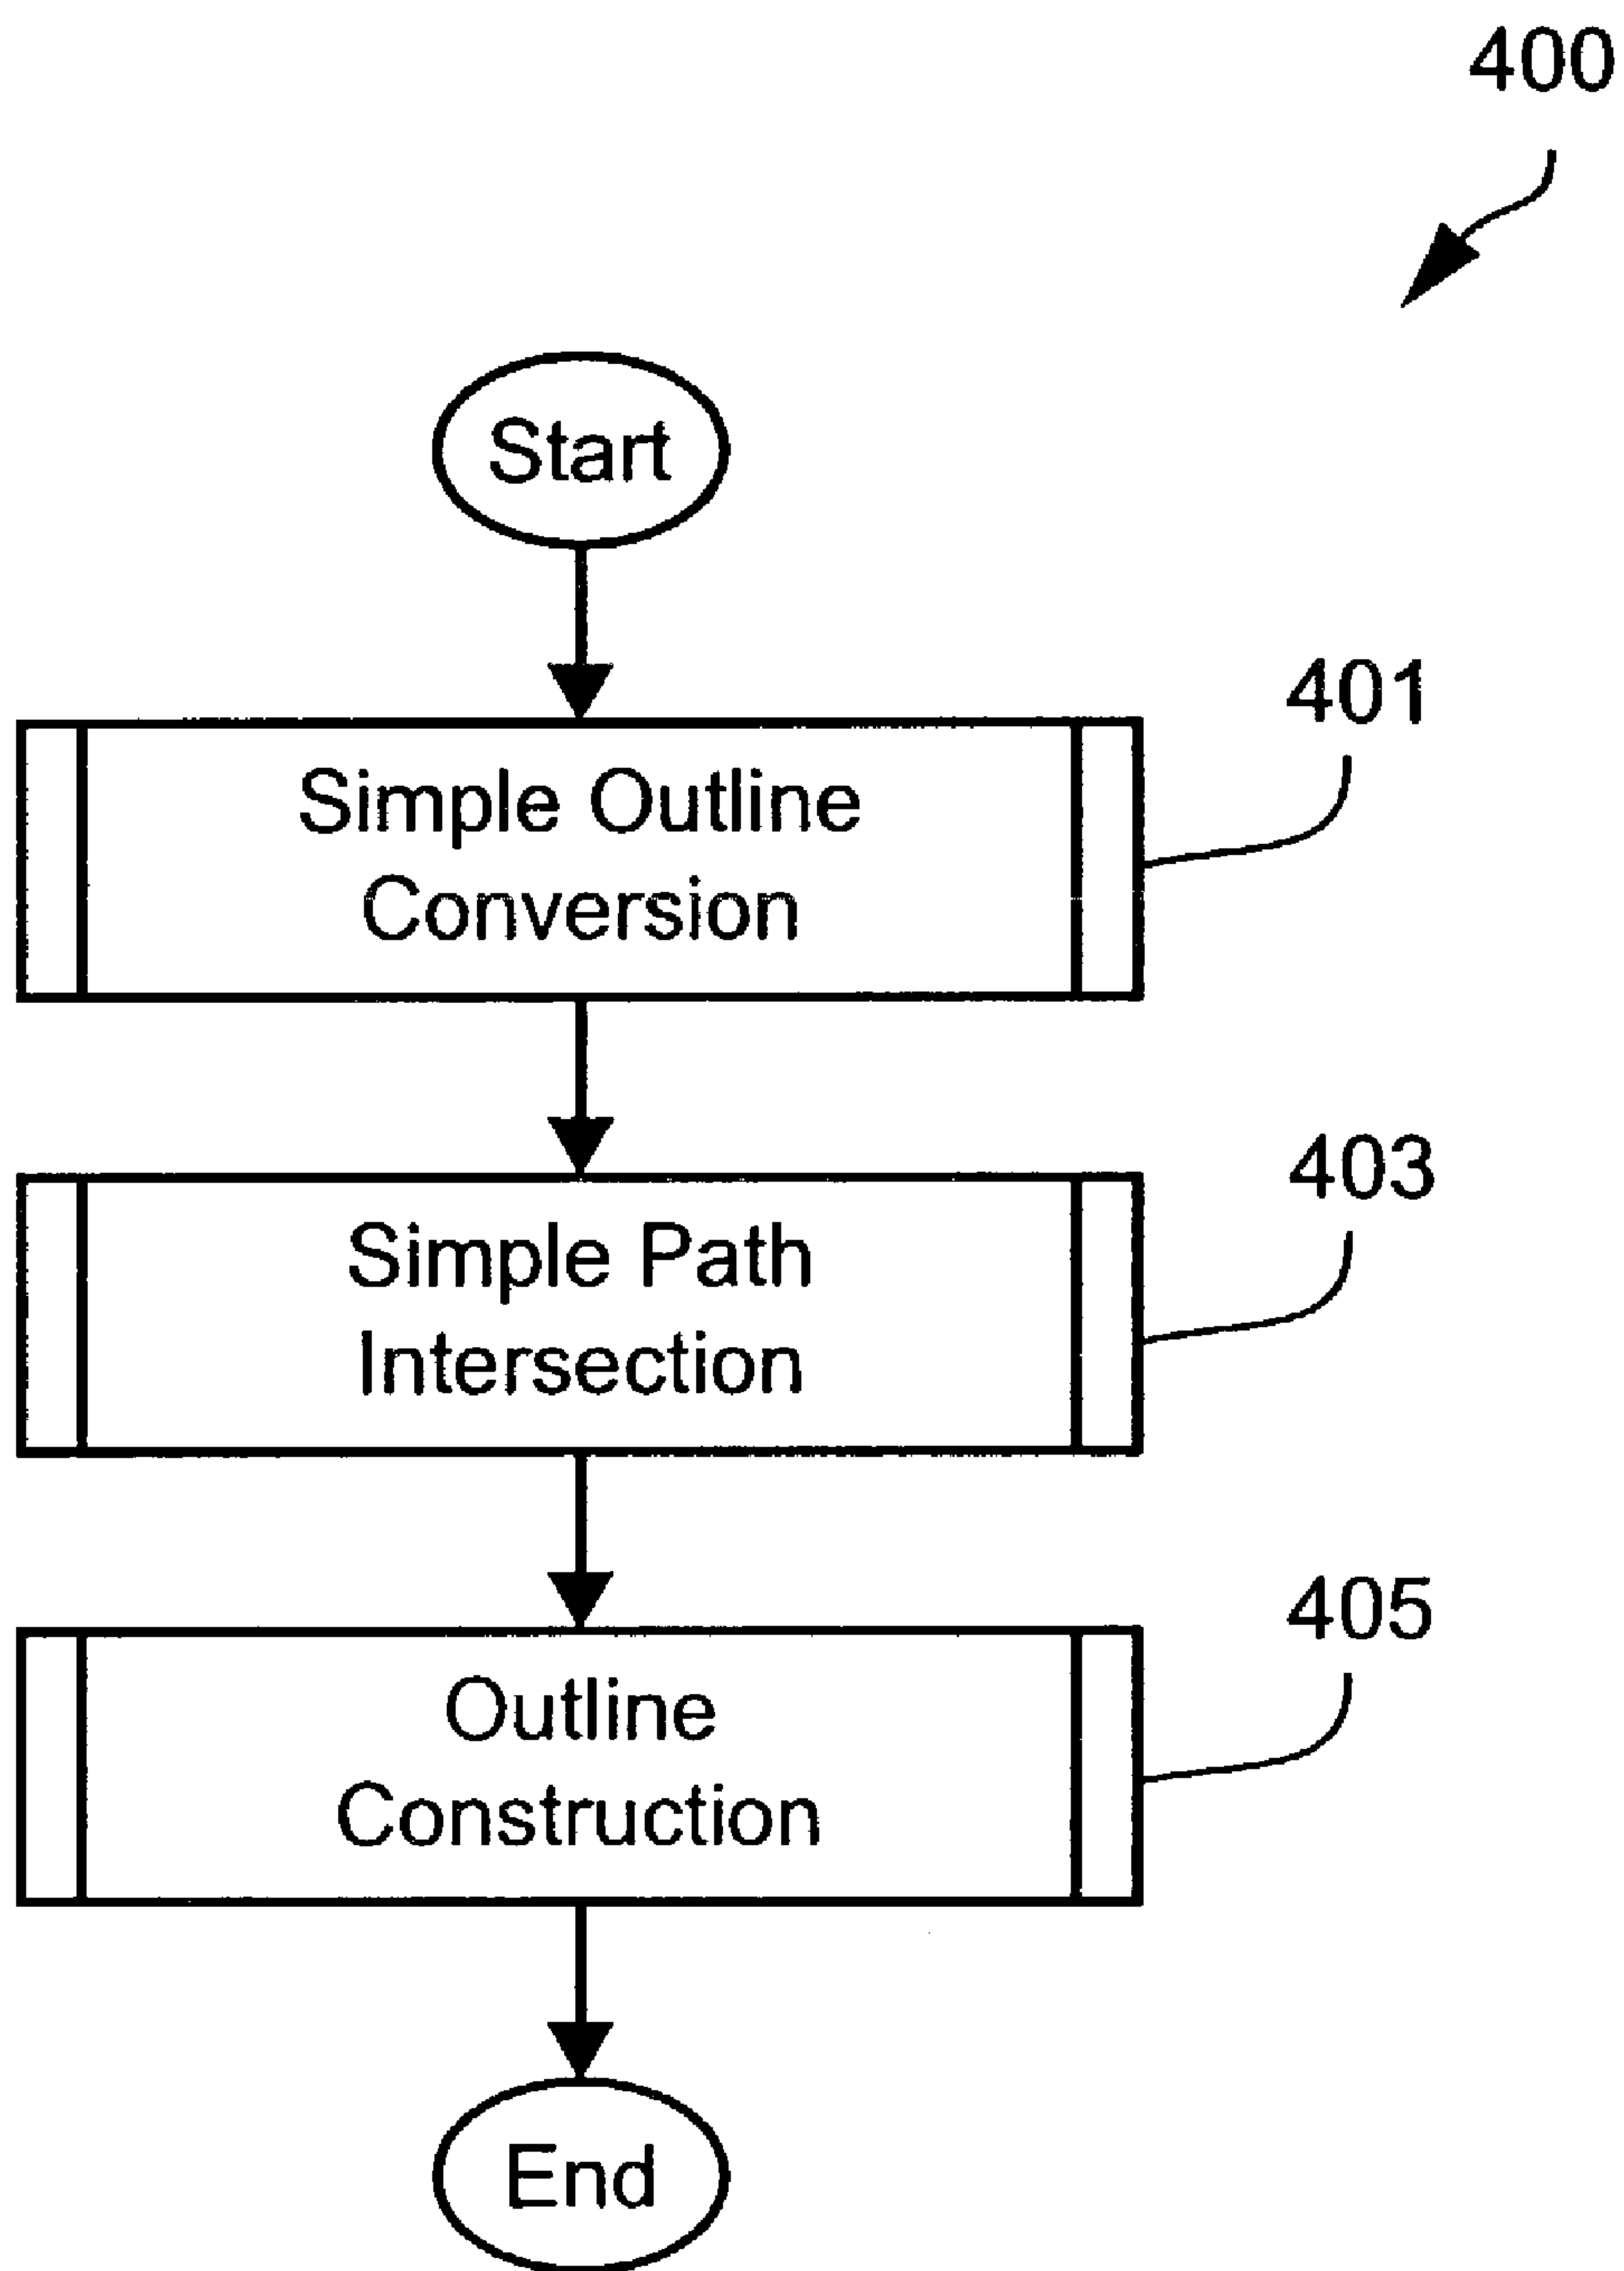 400
Start
401
Simple Outline
Conversion
403
Simple Path
Intersection
405
Outline
Construction
End